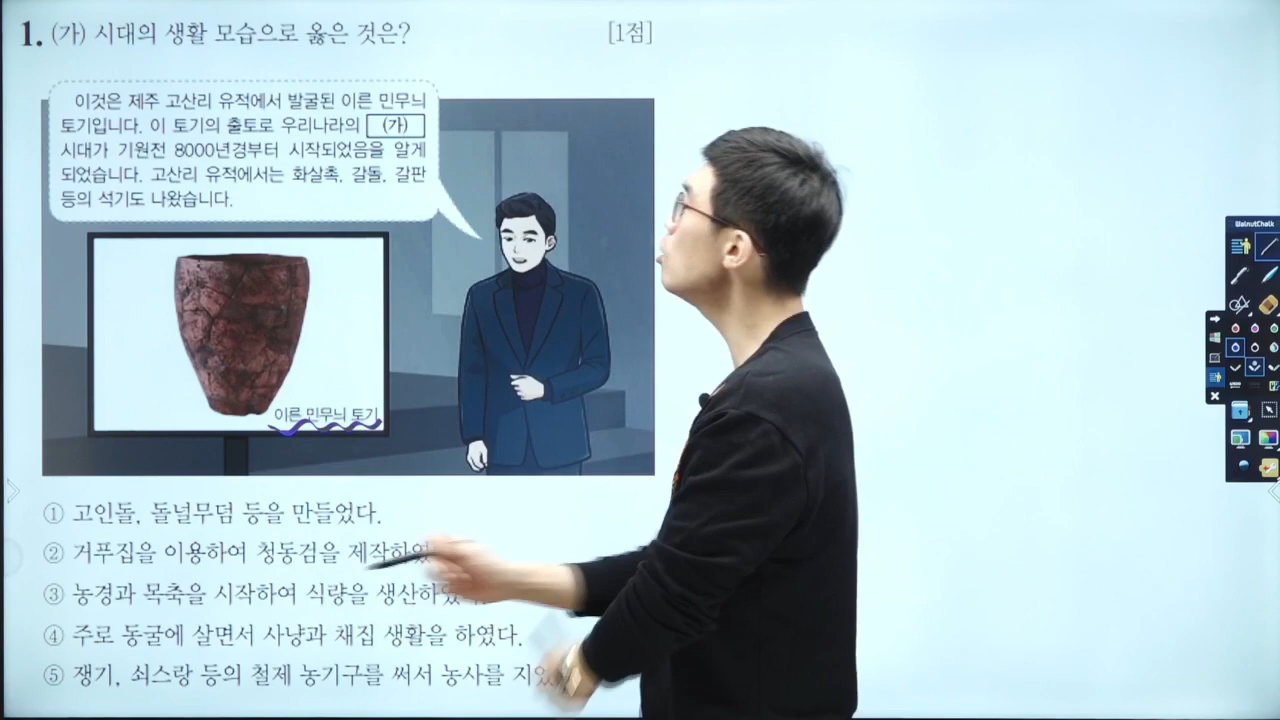 1. (가) 시대의 생활 모습으로 옳은 것은? [1점]
이것은 제주 고산리 유적에서 발굴된 이른 민무늬
토기입니다. 이 토기의 출토로 우리나라의 (가)
시대가 기원전 8000년경부터 시작되었음을 알게
되었습니다. 고산리 유적에서는 화살촉, 갈돌, 갈판
등의 석기도 나왔습니다.
이른 민무늬 토기
① 고인돌, 돌널무덤 등을 만들었다.
② 거푸집을 이용하여 청동검을 제작하였
③ 농경과 목축을 시작하여 식량을 생산하였
④ 주로 동굴에 살면서 사냥과 채집 생활을 하였다.
⑤ 쟁기, 쇠스랑 등의 철제 농기구를 써서 농사를 지었
WalnutChalk